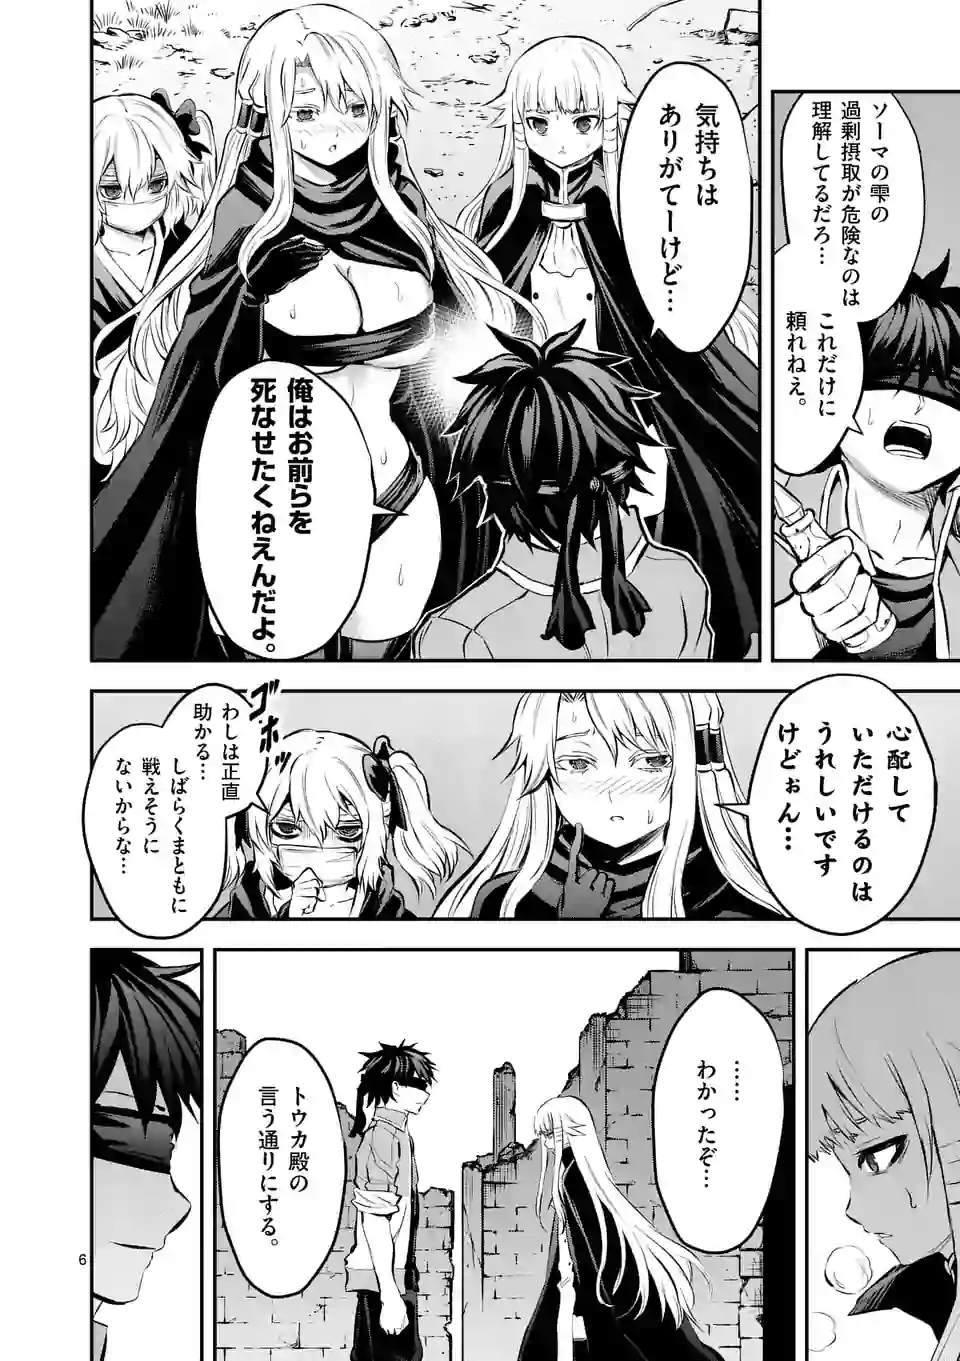 ソーマの雫の
過剰摂取が危険なのは
理解してるだろ…
これだけに
頼れねえ。
気持ちは
ありがてーけど…
俺はお前らを
死なせたくねえんだよ。
心配して
いただけるのは
うれしいです
けどぉん…
ゴホッ
わしは正直
助かる…
しばらくまともに
戦えそうに
ないからな…
……
わかったぞ…
トウカ殿の
言う通りにする。
6